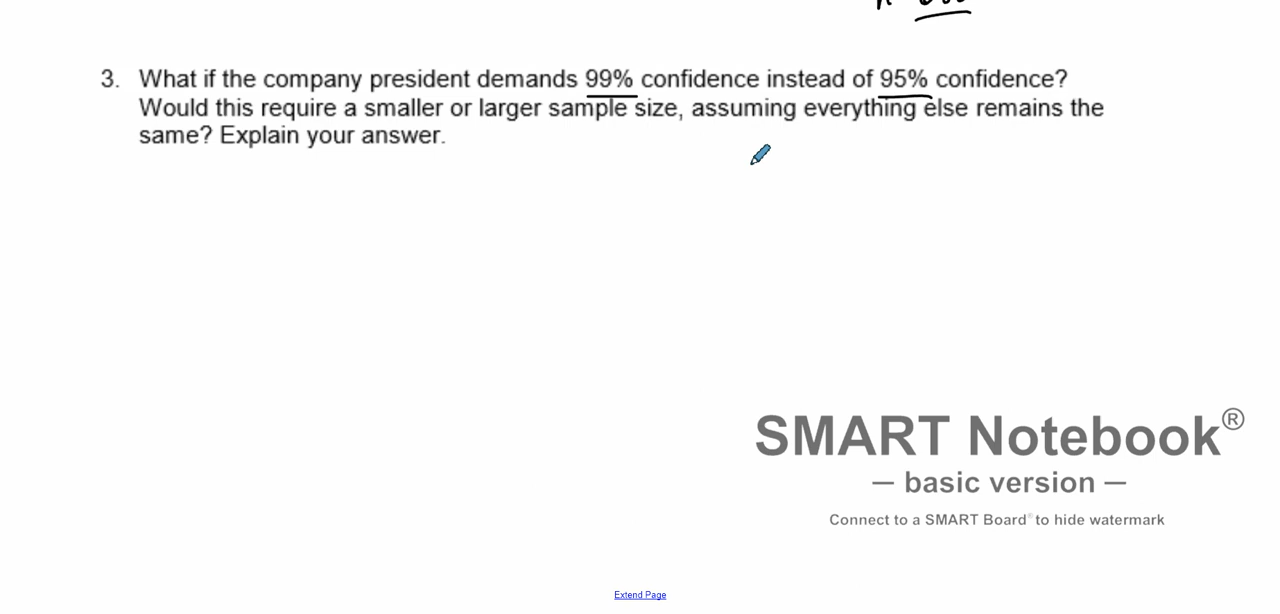 3. What if the company president demands 99% confidence instead of 95% confidence?
Would this require a smaller or larger sample size, assuming everything else remains the
same? Explain your answer.
SMART Notebook®
— basic version —
Connect to a SMART Board® to hide watermark
Extend Page